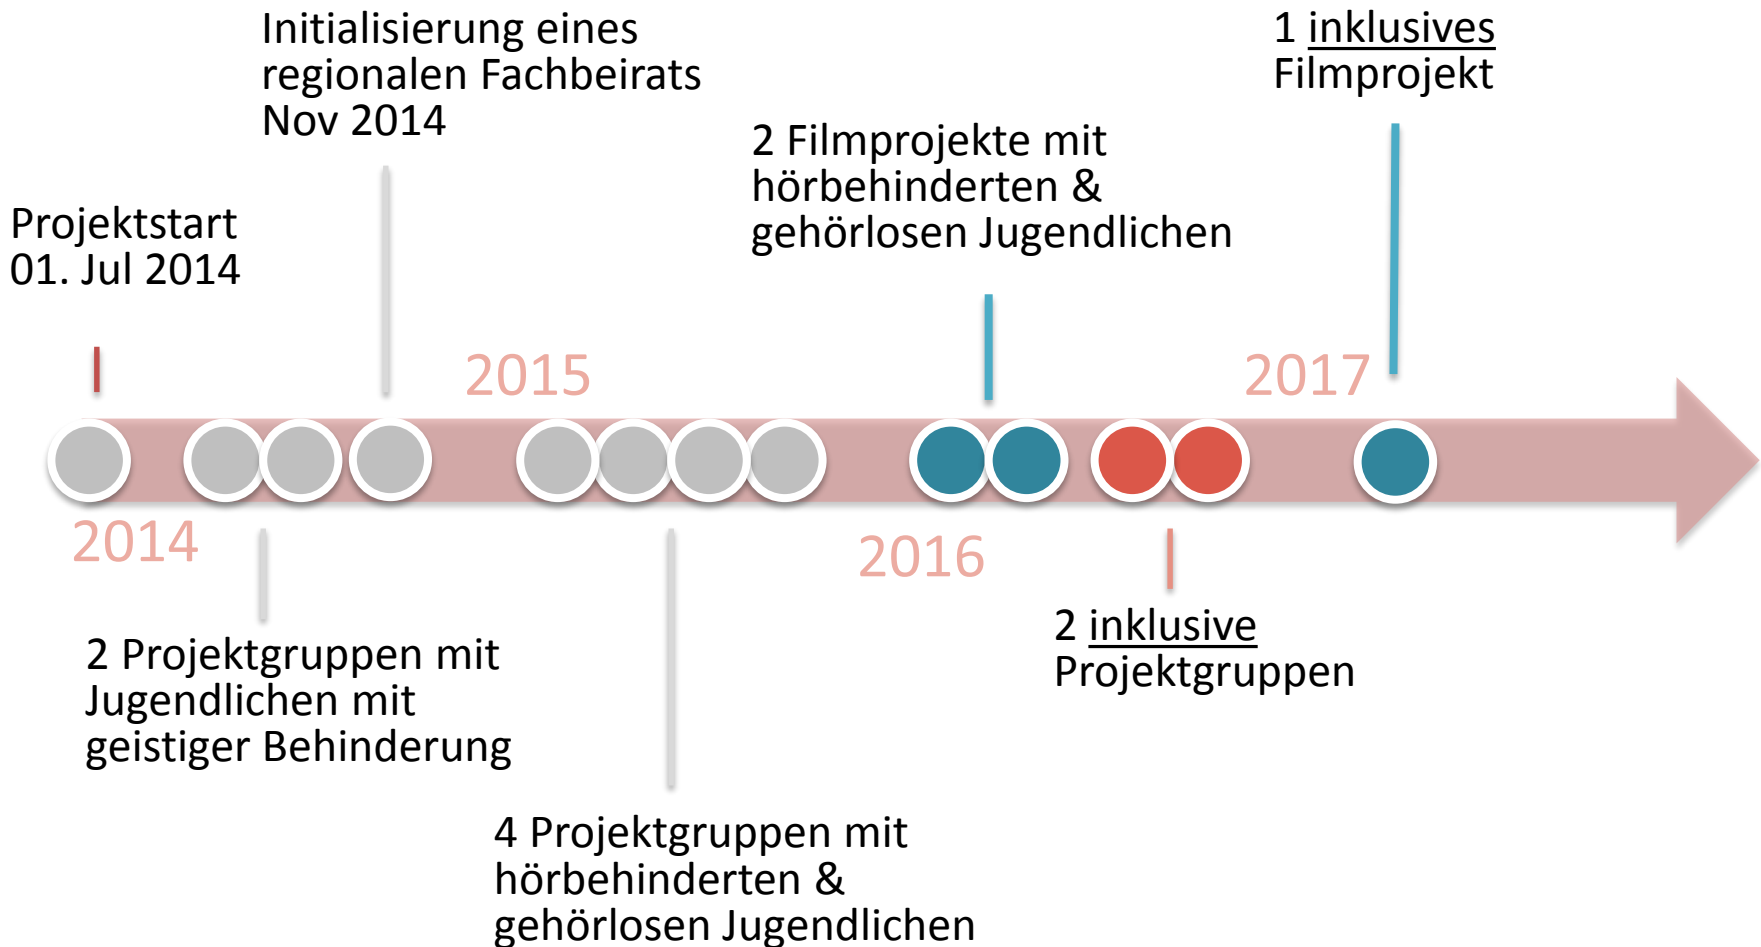 Initialisierung eines
regionalen Fachbeirats
Nov 2014
1 inklusives
Filmprojekt
2 Filmprojekte mit
hörbehinderten &
gehörlosen Jugendlichen
Projektstart
01. Jul 2014
2015
2017
2014
2016
2 Projektgruppen mit
Jugendlichen mit
geistiger Behinderung
2 inklusive
Projektgruppen
4 Projektgruppen mit
hörbehinderten &
gehörlosen Jugendlichen